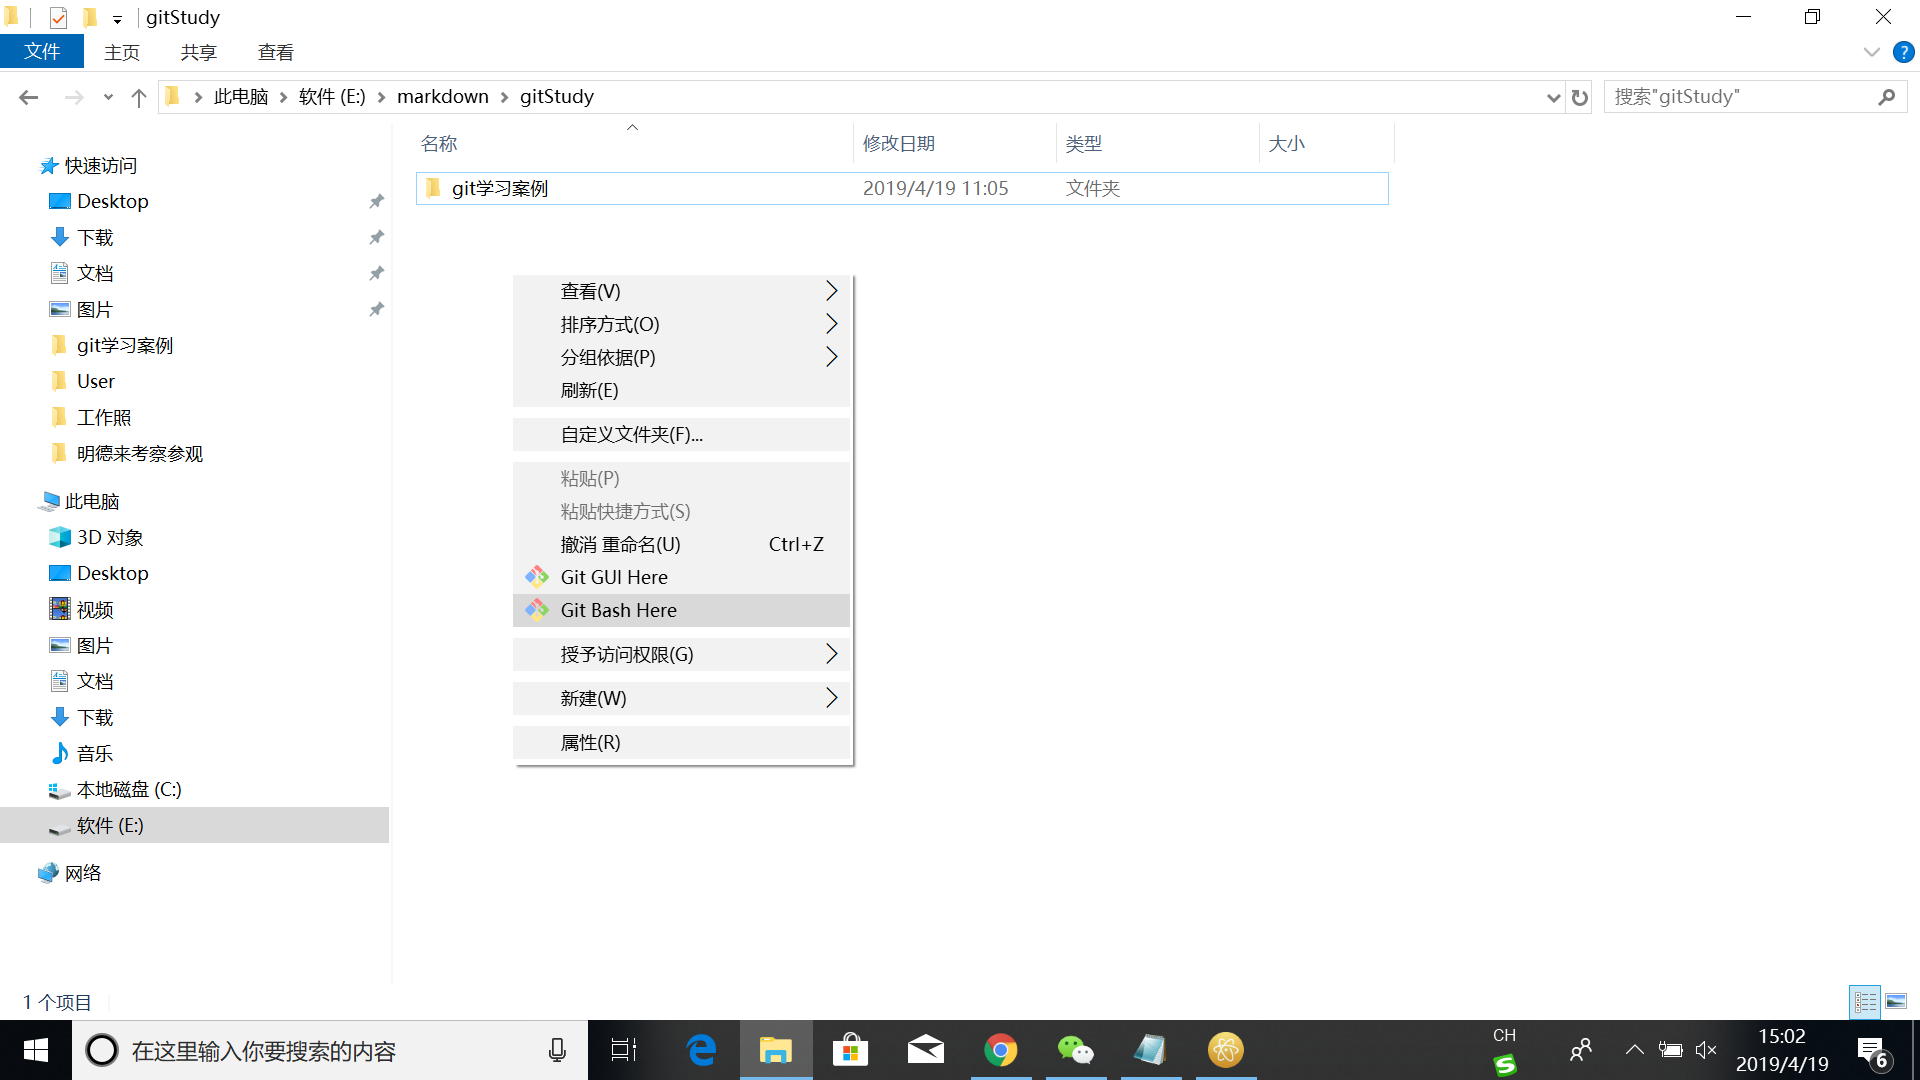 gitStudy
文件 主页 共享 查看
此电脑 软件 (E:) markdown gitStudy
搜索"gitStudy"
名称 修改日期 类型 大小
git学习案例 2019/4/19 11:05 文件夹
快速访问
Desktop
下载
文档
图片
git学习案例
User
工作照
明德来考察参观
此电脑
3D 对象
Desktop
视频
图片
文档
下载
音乐
本地磁盘 (C:)
软件 (E:)
网络
查看(V)
排序方式(O)
分组依据(P)
刷新(E)
自定义文件夹(F)...
粘贴(P)
粘贴快捷方式(S)
撤消 重命名(U) Ctrl+Z
Git GUI Here
Git Bash Here
授予访问权限(G)
新建(W)
属性(R)
1 个项目
在这里输入你要搜索的内容
CH
15:02
2019/4/19
6